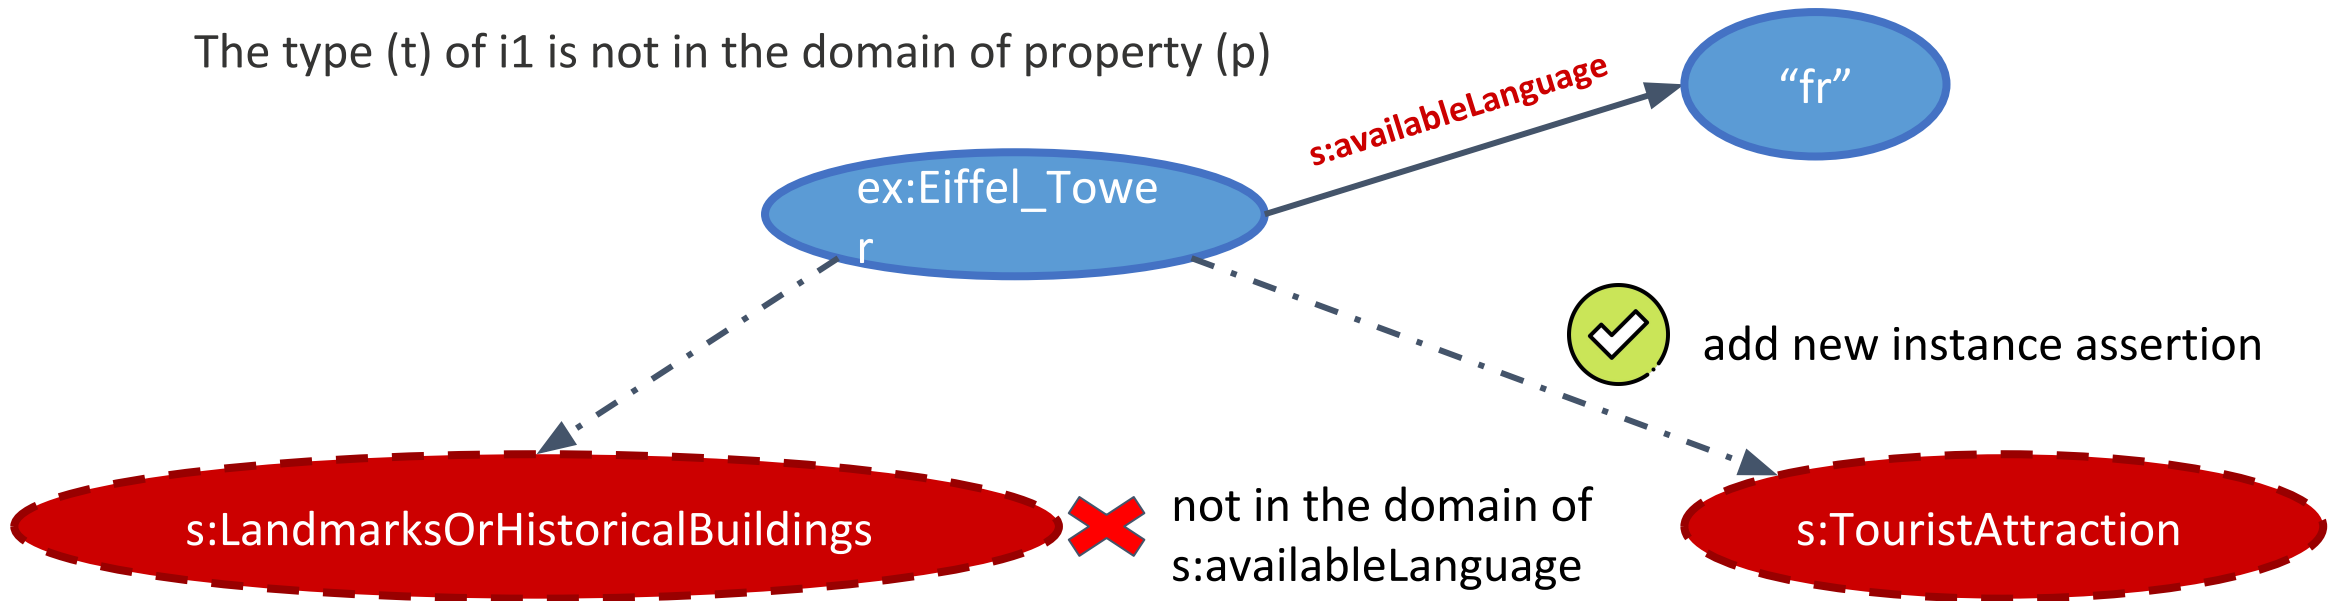 The type (t) of i1 is not in the domain of property (p)
s:availableLanguage
“fr”
ex:Eiffel_Towe
r
add new instance assertion
s:LandmarksOrHistoricalBuildings
not in the domain of
s:availableLanguage
s:TouristAttraction